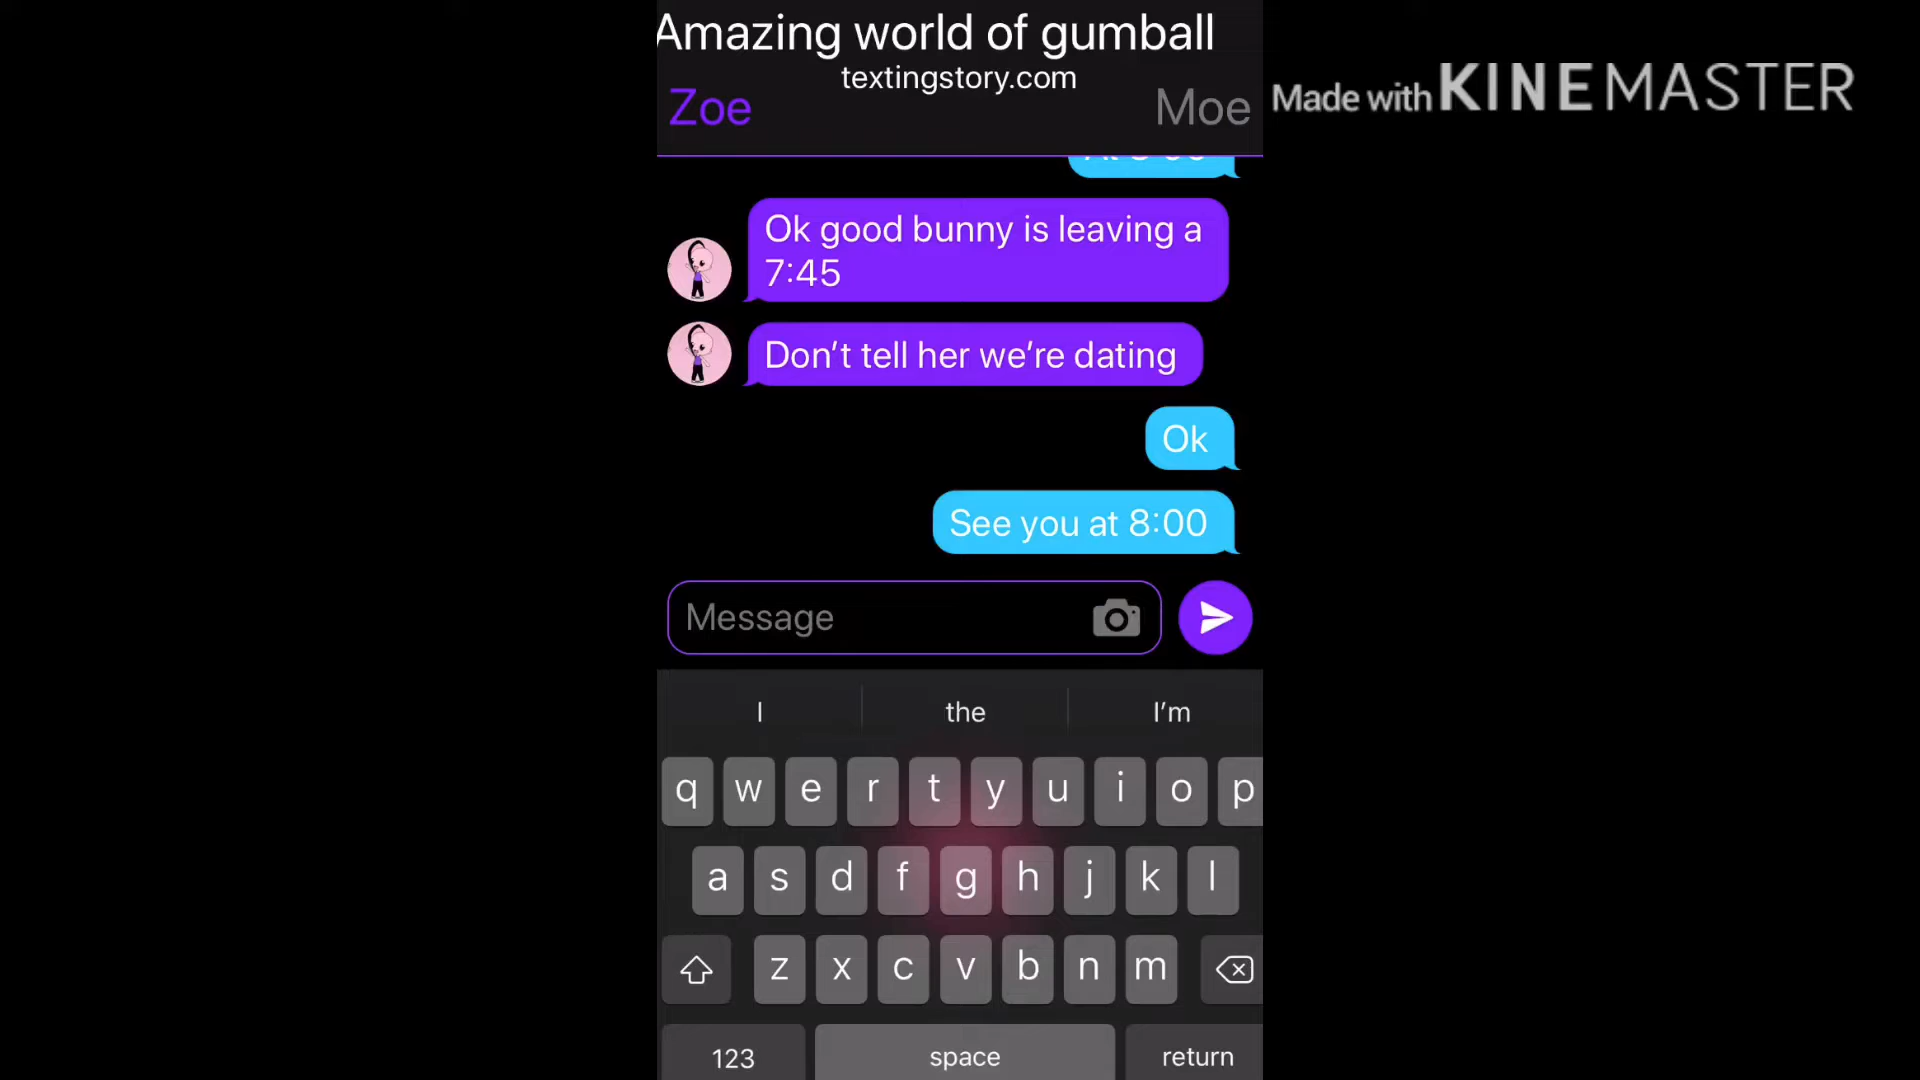 Amazing world of gumball
textingstory.com
Made with KINEMASTER
Zoe
Moe
Ok good bunny is leaving a
7:45
Don’t tell her we’re dating
Ok
See you at 8:00
Message
I the I’m
q w e r t y u i o p
a s d f g h j k l
z x c v b n m
123 space return